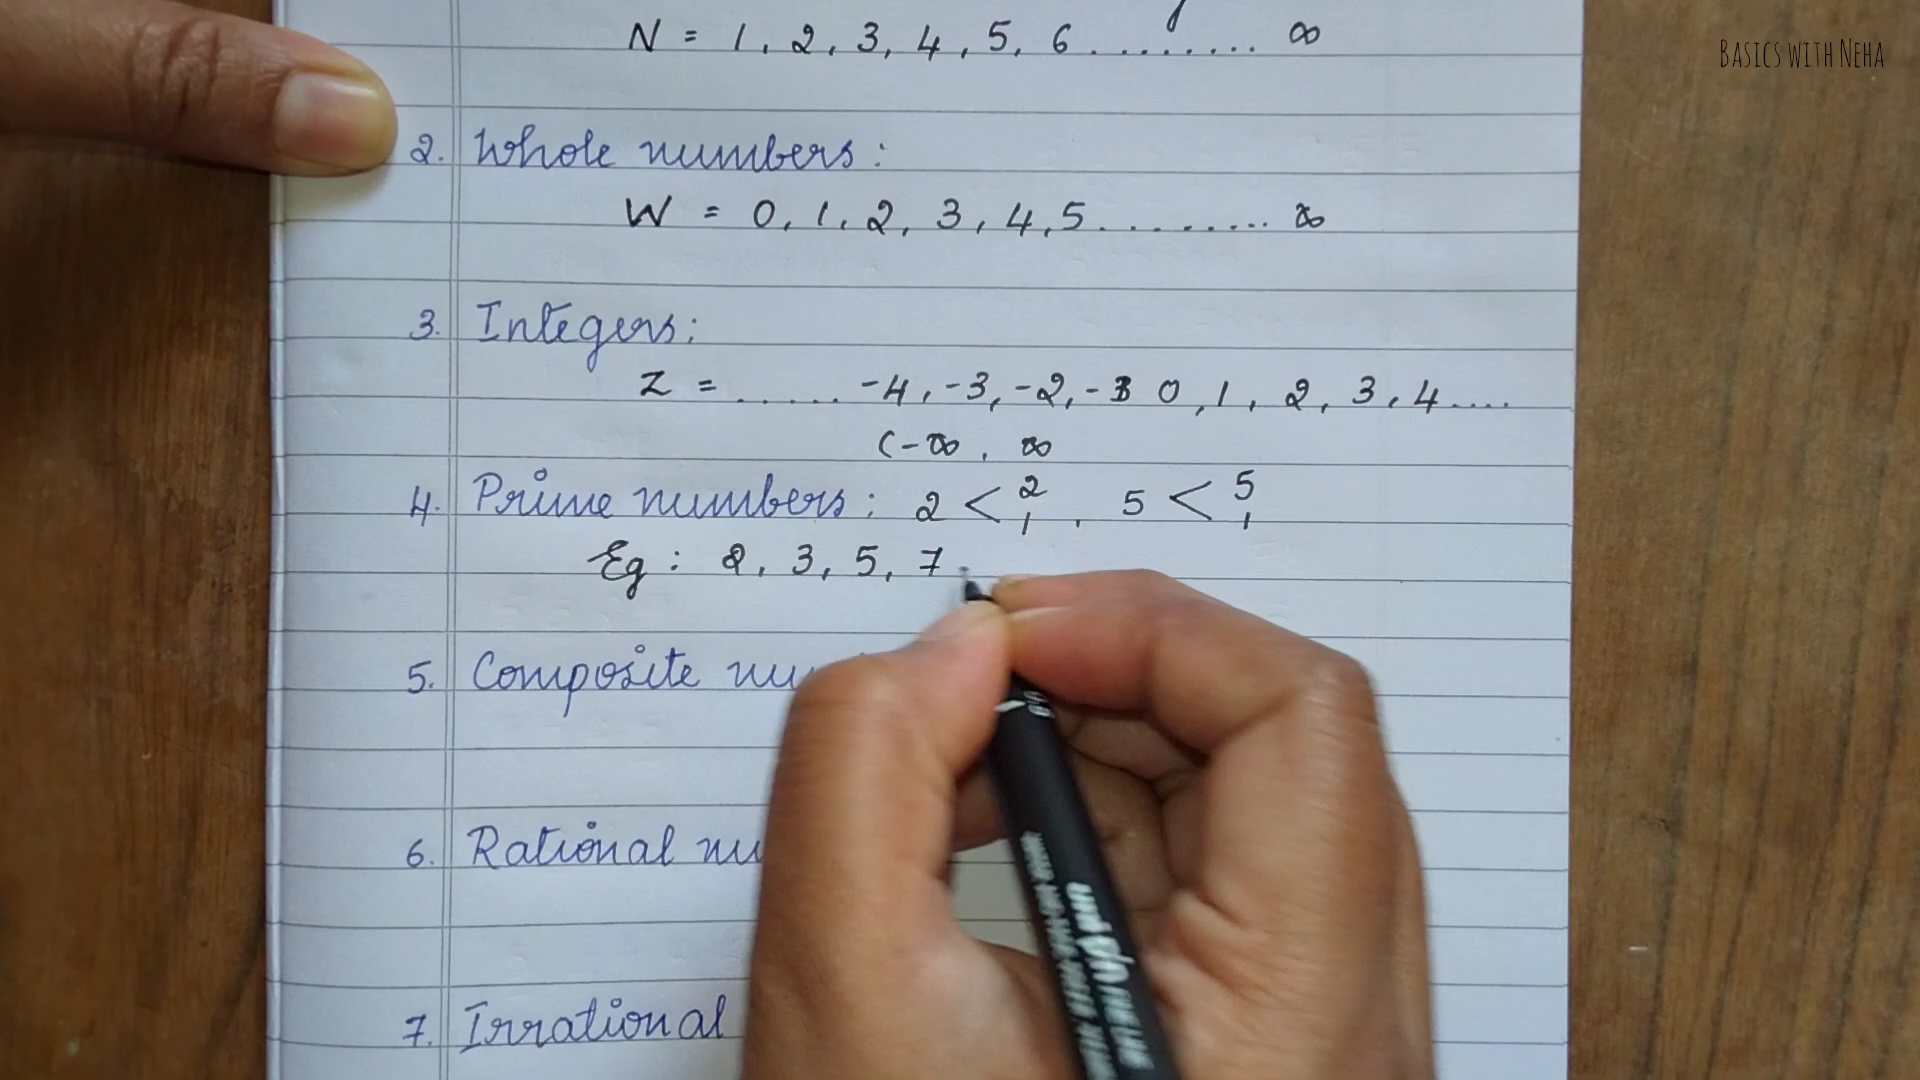 BASICS WITH NEHA
N = 1, 2, 3, 4, 5, 6 ......... ∞
2. Whole numbers:
W = 0, 1, 2, 3, 4, 5 ......... ∞
3. Integers:
Z = ...... -4, -3, -2, - 0, 1, 2, 3, 4 ....
(-∞, ∞
4. Prime numbers: 2 < 2 1, 5 < 5 1
Eg: 2, 3, 5, 7
5. Composite
6. Rational
7. Irrational